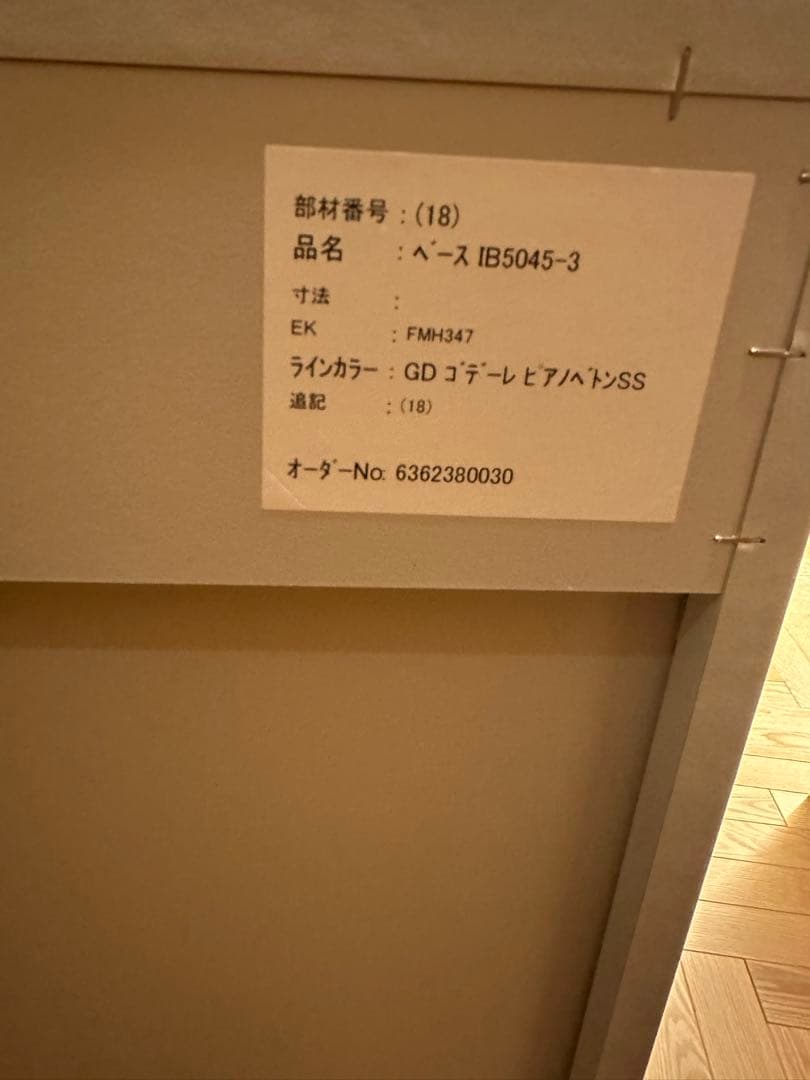 部材番号 : (18)
品名 : ﾍﾞｰｽ IB5045-3
寸法 :
EK : FMH347
ﾗｲﾝｶﾗｰ : GD ｺﾞﾃﾞｰﾚ ﾋﾟｱﾉﾍﾞﾄﾝSS
追記 : (18)
ｵｰﾀﾞｰNo: 6362380030